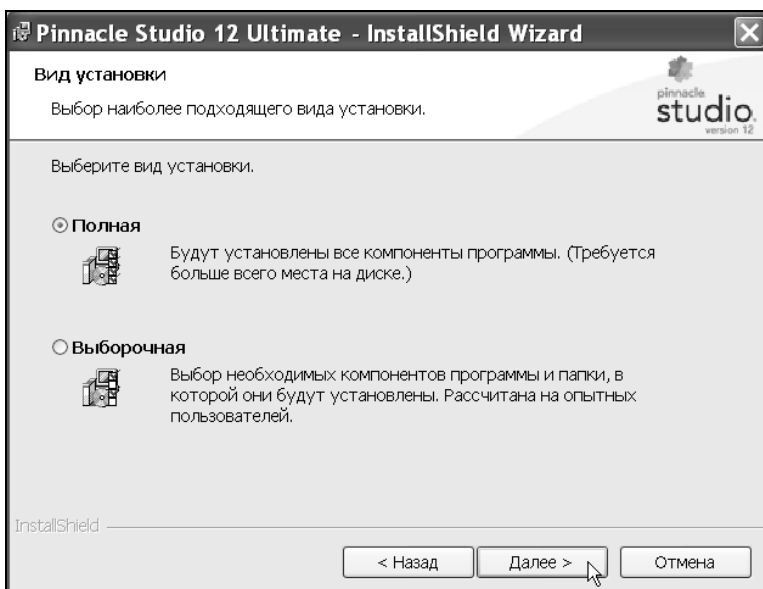 Pinnacle Studio 12 Ultimate - InstallShield Wizard
Вид установки
Выбор наиболее подходящего вида установки.
pinnacle
studio
version 12
Выберите вид установки.
Полная
Будут установлены все компоненты программы. (Требуется
больше всего места на диске.)
Выборочная
Выбор необходимых компонентов программы и папки, в
которой они будут установлены. Рассчитана на опытных
пользователей.
InstallShield
< Назад
Далее >
Отмена